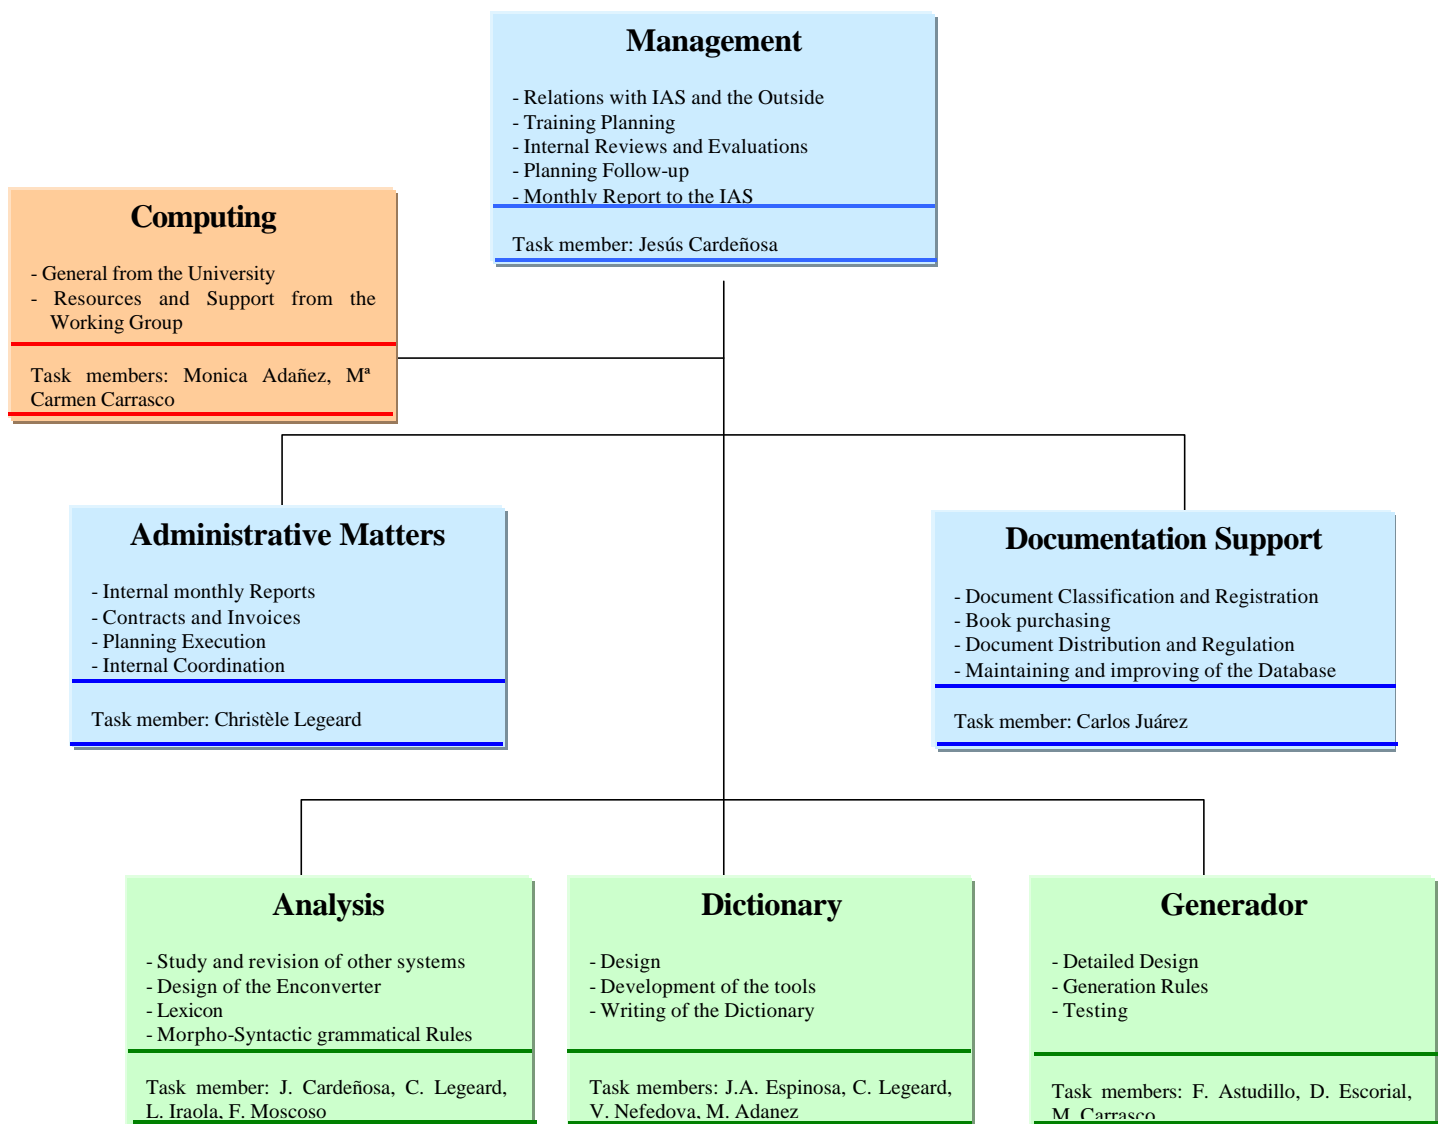 Management
- Relations with IAS and the Outside
- Training Planning
- Internal Reviews and Evaluations
- Planning Follow-up
- Monthly Report to the IAS
Task member: Jesús Cardeñosa
Computing
- General from the University
- Resources and Support from the
Working Group
Task members: Monica Adañez, Mª
Carmen Carrasco
Administrative Matters
- Internal monthly Reports
- Contracts and Invoices
- Planning Execution
- Internal Coordination
Task member: Christèle Legeard
Documentation Support
- Document Classification and Registration
- Book purchasing
- Document Distribution and Regulation
- Maintaining and improving of the Database
Task member: Carlos Juárez
Analysis
- Study and revision of other systems
- Design of the Enconverter
- Lexicon
- Morpho-Syntactic grammatical Rules
Task member: J. Cardeñosa, C. Legeard,
L. Iraola, F. Moscoso
Dictionary
- Design
- Development of the tools
- Writing of the Dictionary
Task members: J.A. Espinosa, C. Legeard,
V. Nefedova, M. Adanez
Generador
- Detailed Design
- Generation Rules
- Testing
Task members: F. Astudillo, D. Escorial,
M. Carrasco